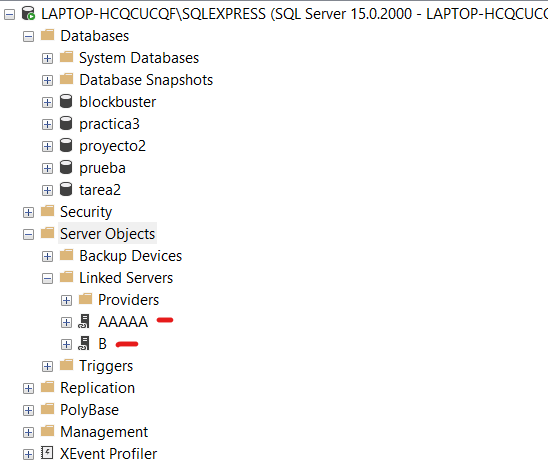 LAPTOP-HCQCUCQF\SQLEXPRESS (SQL Server 15.0.2000 - LAPTOP-HCQCUCQ
Databases
System Databases
Database Snapshots
blockbuster
practica3
proyecto2
prueba
tarea2
Security
Server Objects
Backup Devices
Linked Servers
Providers
AAAAA
B
Triggers
Replication
PolyBase
Management
XEvent Profiler